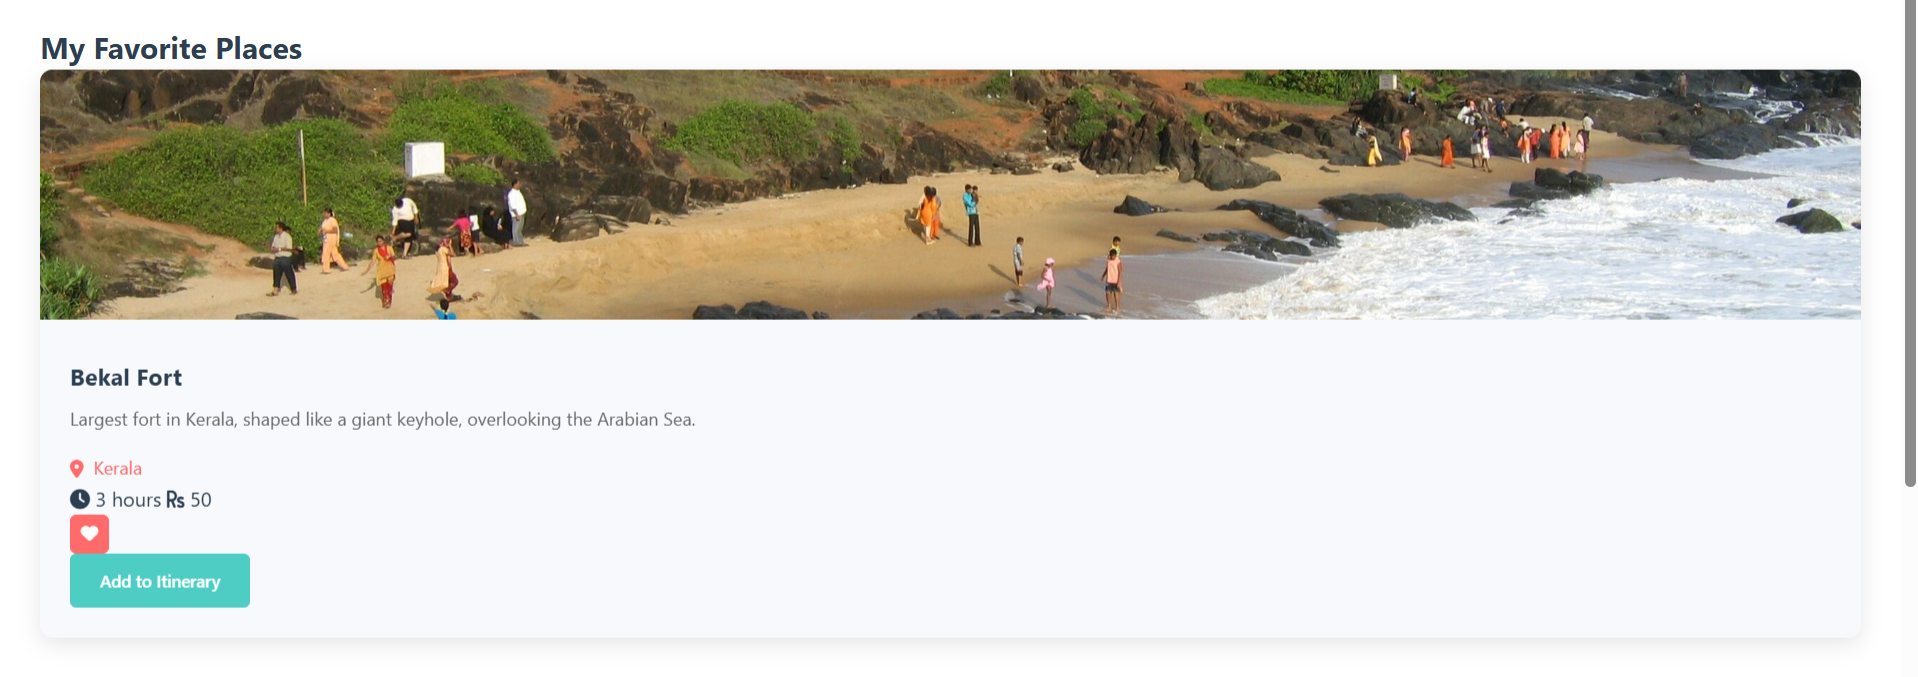 My Favorite Places
Bekal Fort
Largest fort in Kerala, shaped like a giant keyhole, overlooking the Arabian Sea.
Kerala
3 hours Rs 50
Add to Itinerary